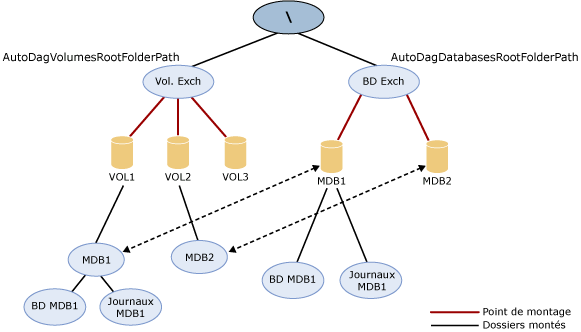 \
AutoDagVolumesRootFolderPath
AutoDagDatabasesRootFolderPath
Vol. Exch
BD Exch
VOL1
VOL2
VOL3
MDB1
MDB2
MDB1
MDB2
BD MDB1
Journaux
MDB1
BD MDB1
Journaux
MDB1
Point de montage
Dossiers montés